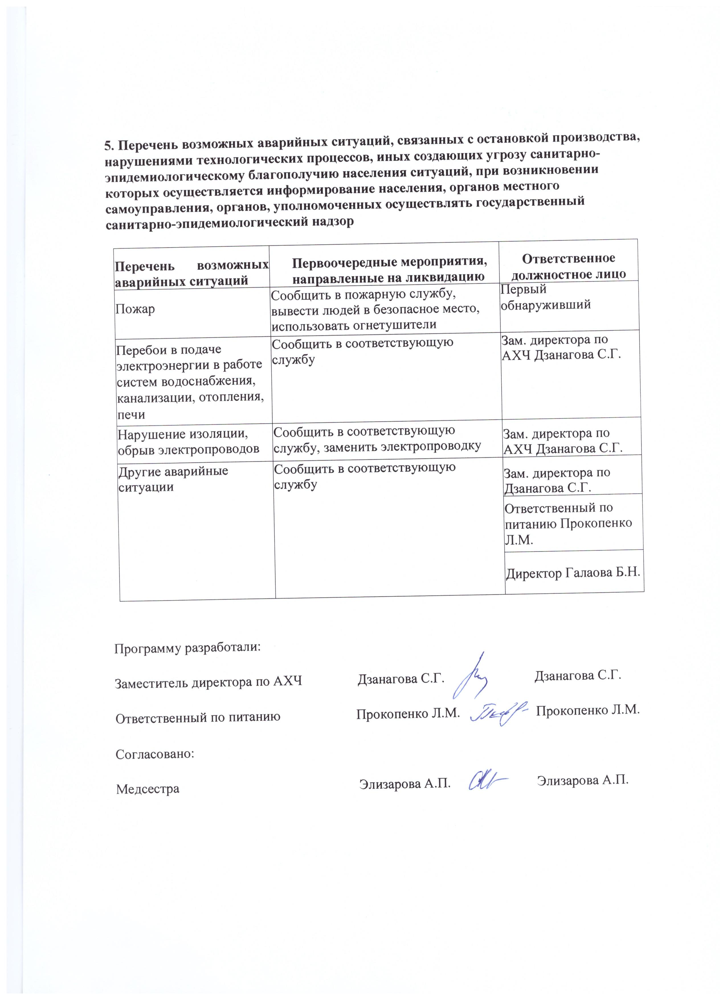 5. Перечень возможных аварийных ситуаций, связанных с остановкой производства,
нарушениями технологических процессов, иных создающих угрозу санитарно-
эпидемиологическому благополучию населения ситуаций, при возникновении
которых осуществляется информирование населения, органов местного
самоуправления, органов, уполномоченных осуществлять государственный
санитарно-эпидемиологический надзор
Перечень возможных
аварийных ситуаций
Первоочередные мероприятия,
направленные на ликвидацию
Ответственное
должностное лицо
Пожар
Сообщить в пожарную службу,
вывести людей в безопасное место,
использовать огнетушители
Первый
обнаруживший
Перебои в подаче
электроэнергии в работе
систем водоснабжения,
канализации, отопления,
печи
Сообщить в соответствующую
службу
Зам. директора по
АХЧ Дзанагова С.Г.
Нарушение изоляции,
обрыв электропроводов
Сообщить в соответствующую
службу, заменить электропроводку
Зам. директора по
АХЧ Дзанагова С.Г.
Другие аварийные
ситуации
Сообщить в соответствующую
службу
Зам. директора по
Дзанагова С.Г.
Ответственный по
питанию Прокопенко
Л.М.
Директор Галаова Б.Н.
Программу разработали:
Заместитель директора по АХЧ Дзанагова С.Г. Дзанагова С.Г.
Ответственный по питанию Прокопенко Л.М. Прокопенко Л.М.
Согласовано:
Медсестра Элизарова А.П. Элизарова А.П.